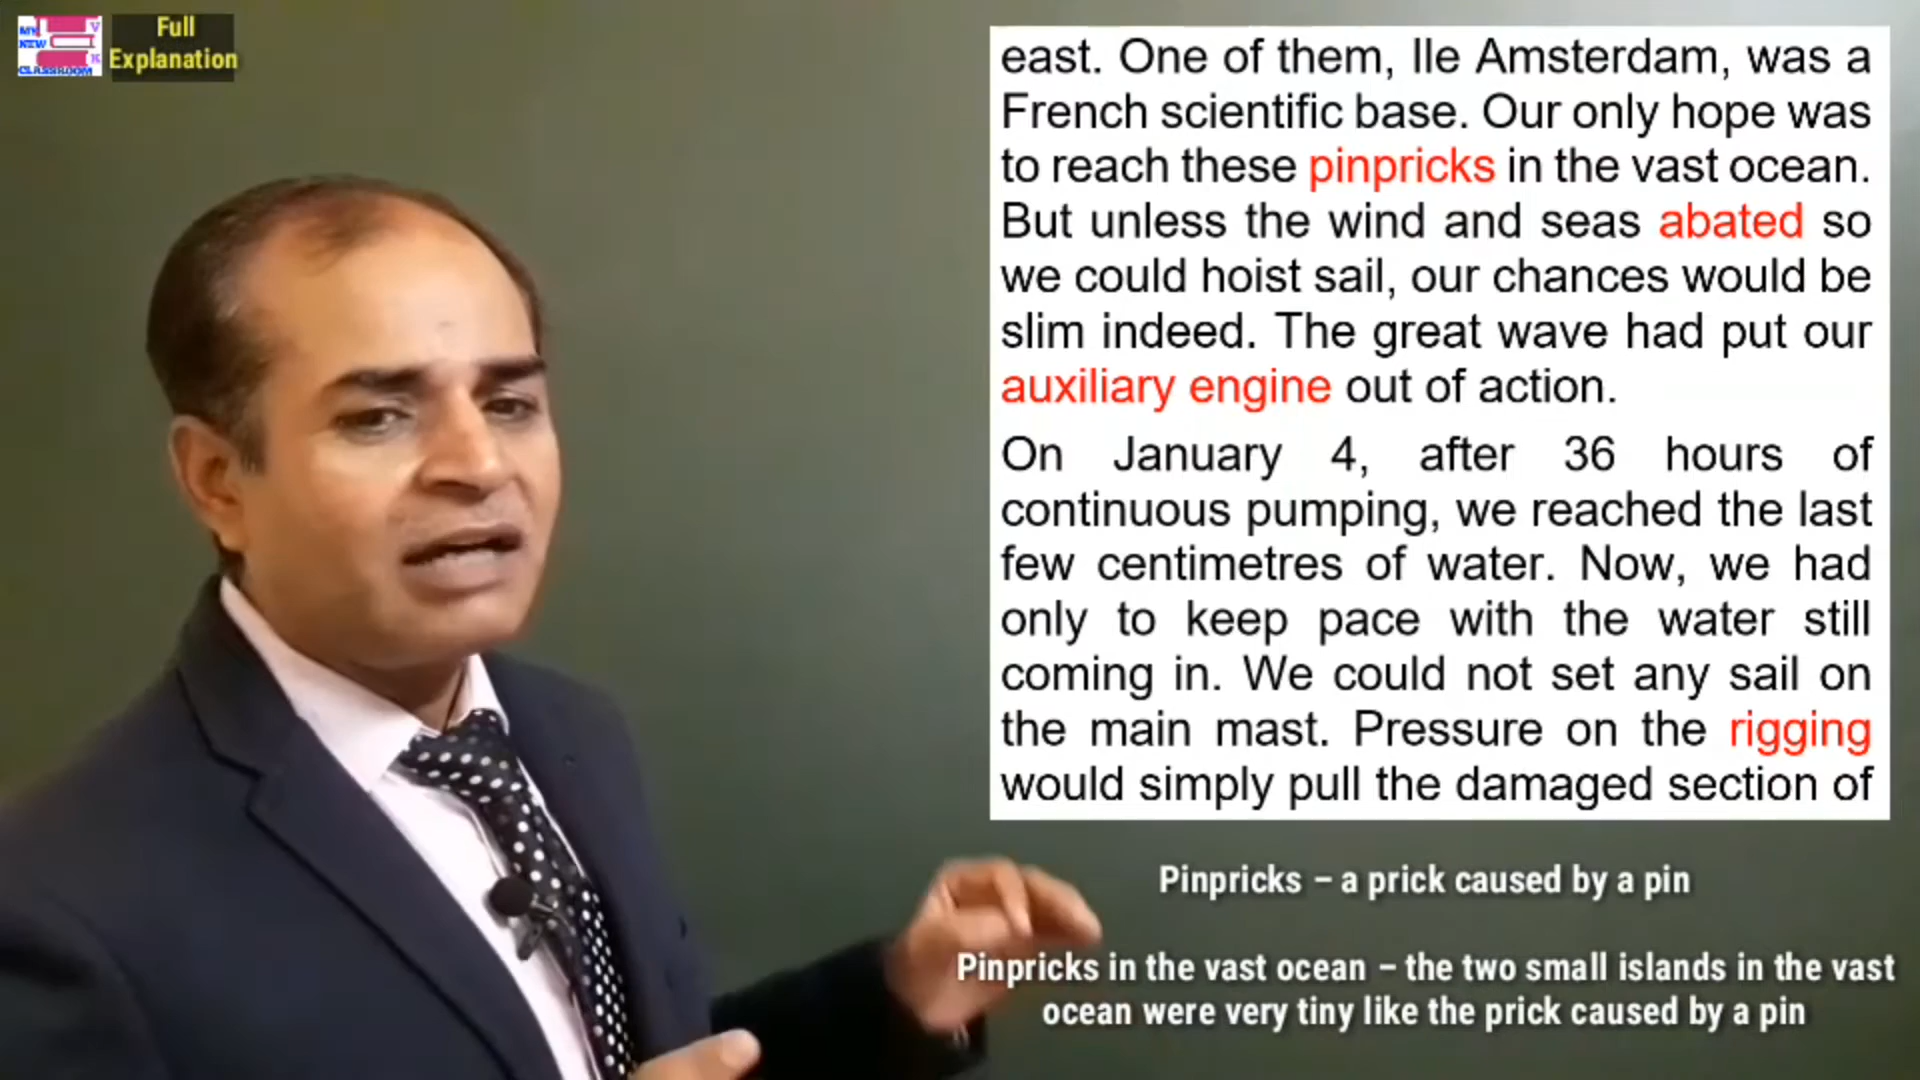 MY
NEW
CLASSROOM
V
K
Full
Explanation
east. One of them, Ile Amsterdam, was a
French scientific base. Our only hope was
to reach these pinpricks in the vast ocean.
But unless the wind and seas abated so
we could hoist sail, our chances would be
slim indeed. The great wave had put our
auxiliary engine out of action.
On January 4, after 36 hours of
continuous pumping, we reached the last
few centimetres of water. Now, we had
only to keep pace with the water still
coming in. We could not set any sail on
the main mast. Pressure on the rigging
would simply pull the damaged section of
Pinpricks – a prick caused by a pin
Pinpricks in the vast ocean – the two small islands in the vast
ocean were very tiny like the prick caused by a pin